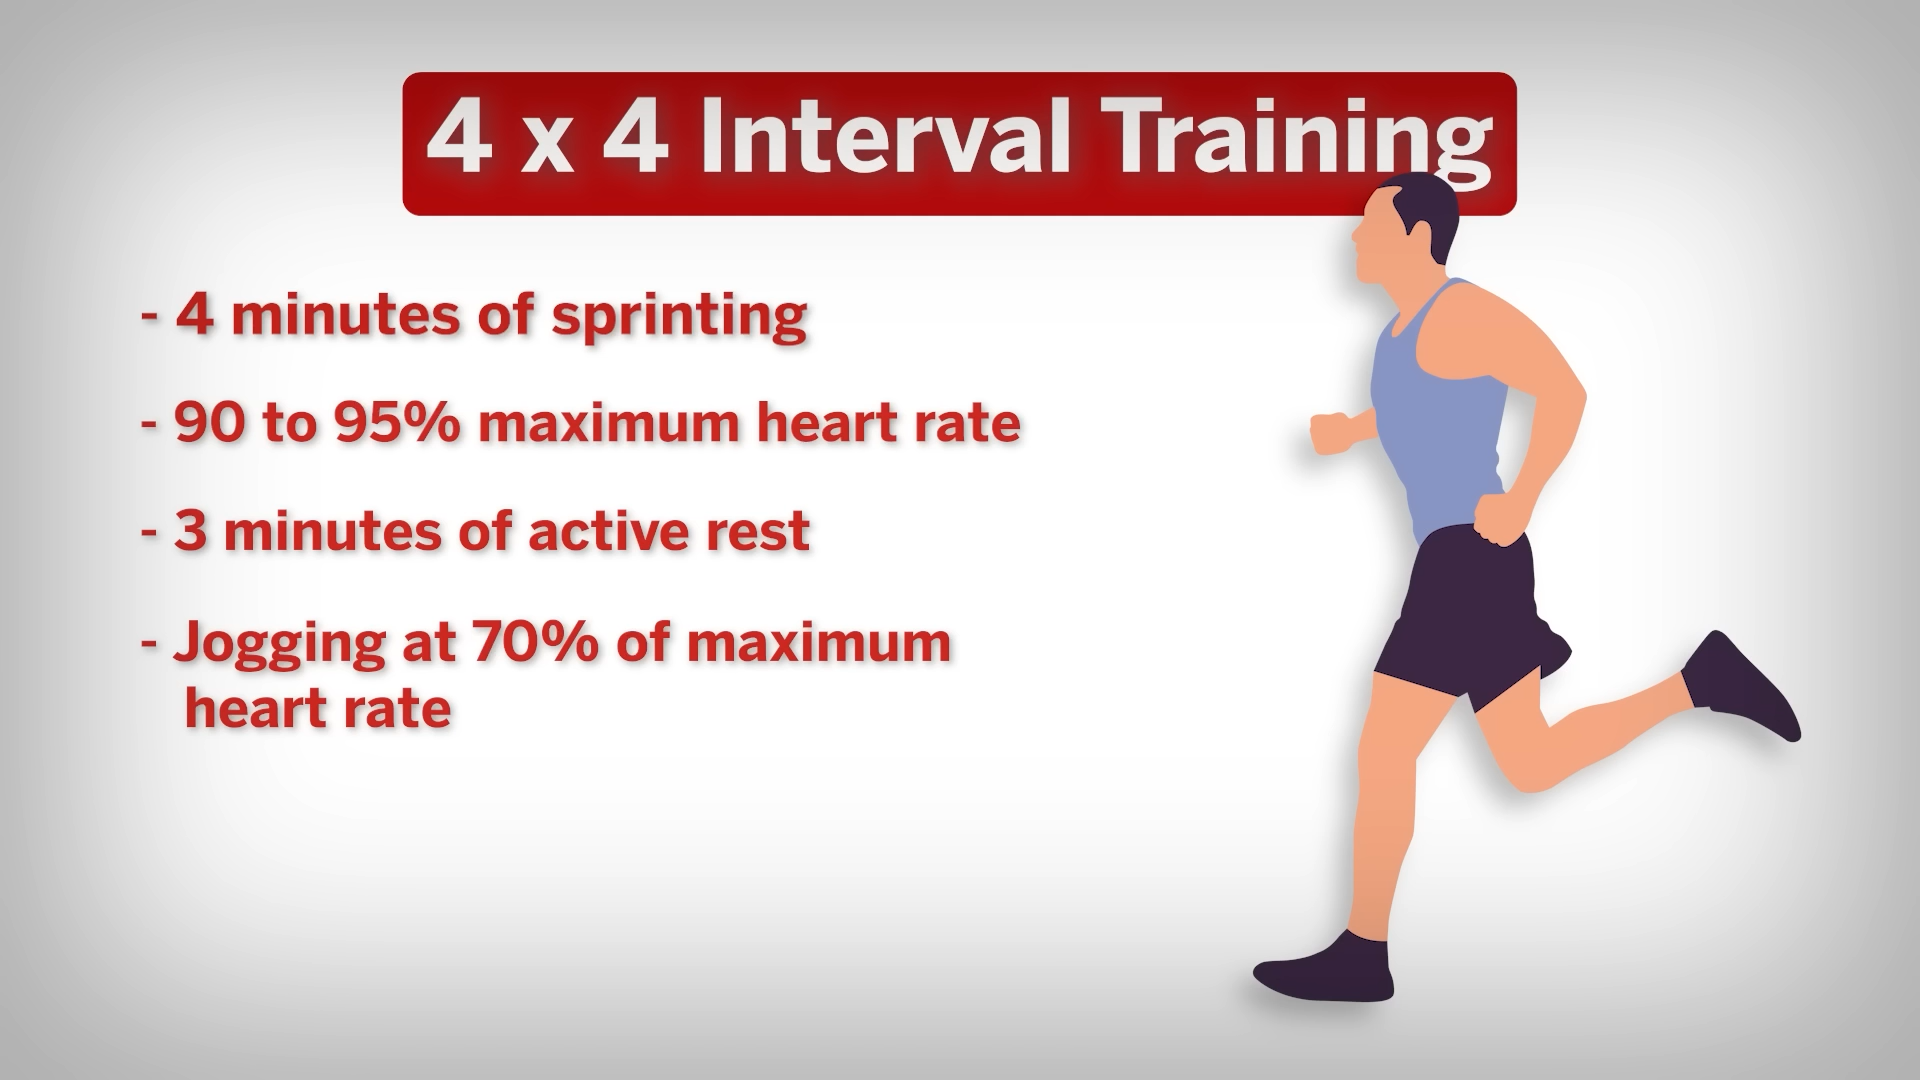 4 x 4 Interval Training
- 4 minutes of sprinting
- 90 to 95% maximum heart rate
- 3 minutes of active rest
- Jogging at 70% of maximum
heart rate